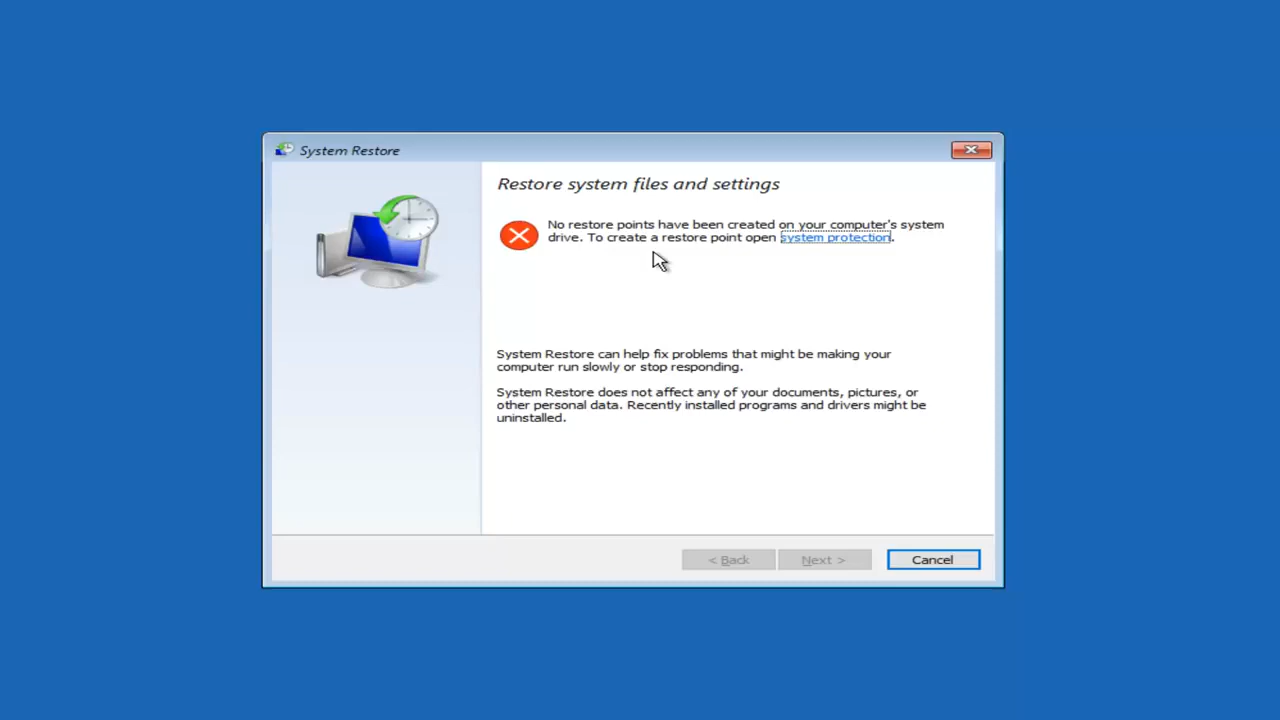 System Restore
Restore system files and settings
No restore points have been created on your computer's system
drive. To create a restore point open system protection.
System Restore can help fix problems that might be making your
computer run slowly or stop responding.
System Restore does not affect any of your documents, pictures, or
other personal data. Recently installed programs and drivers might be
uninstalled.
< Back Next > Cancel